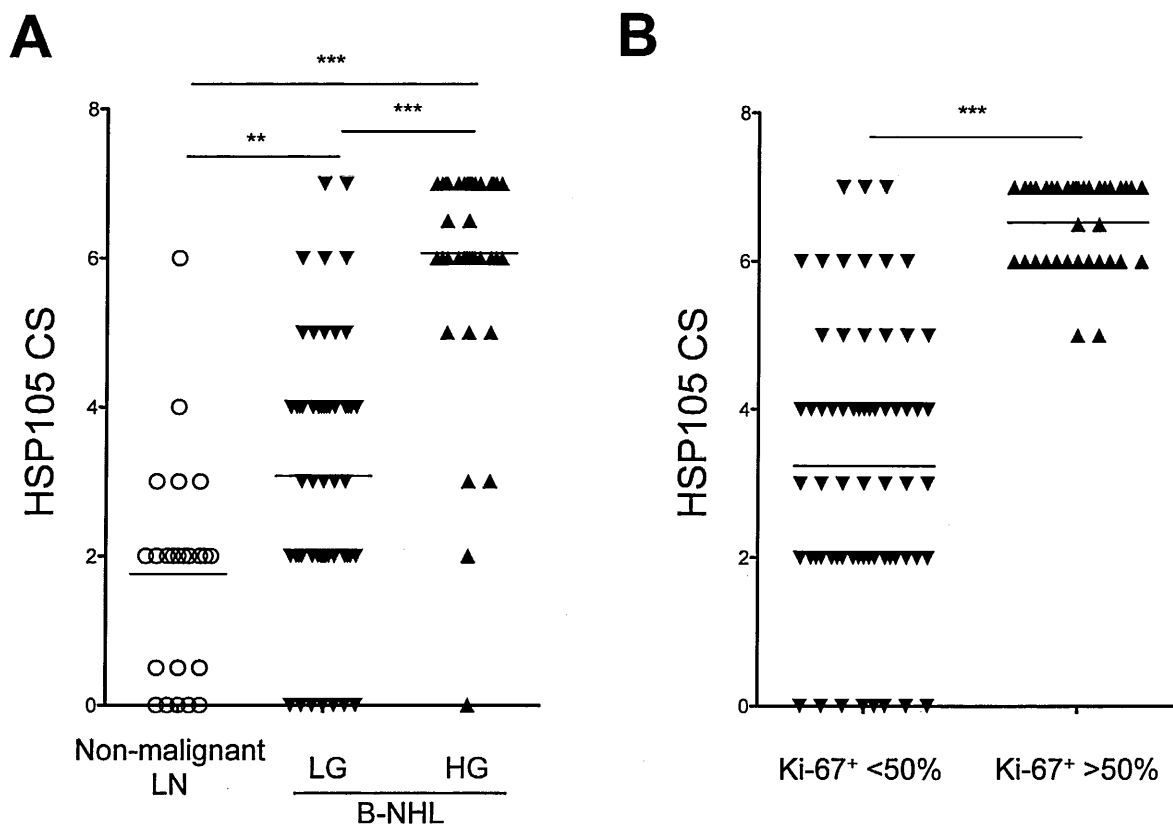 A
B
***
***
**
***
8
6
4
2
0
HSP105 CS
Non-malignant
LN
LG
HG
B-NHL
8
6
4
2
0
HSP105 CS
Ki-67⁺ <50%
Ki-67⁺ >50%